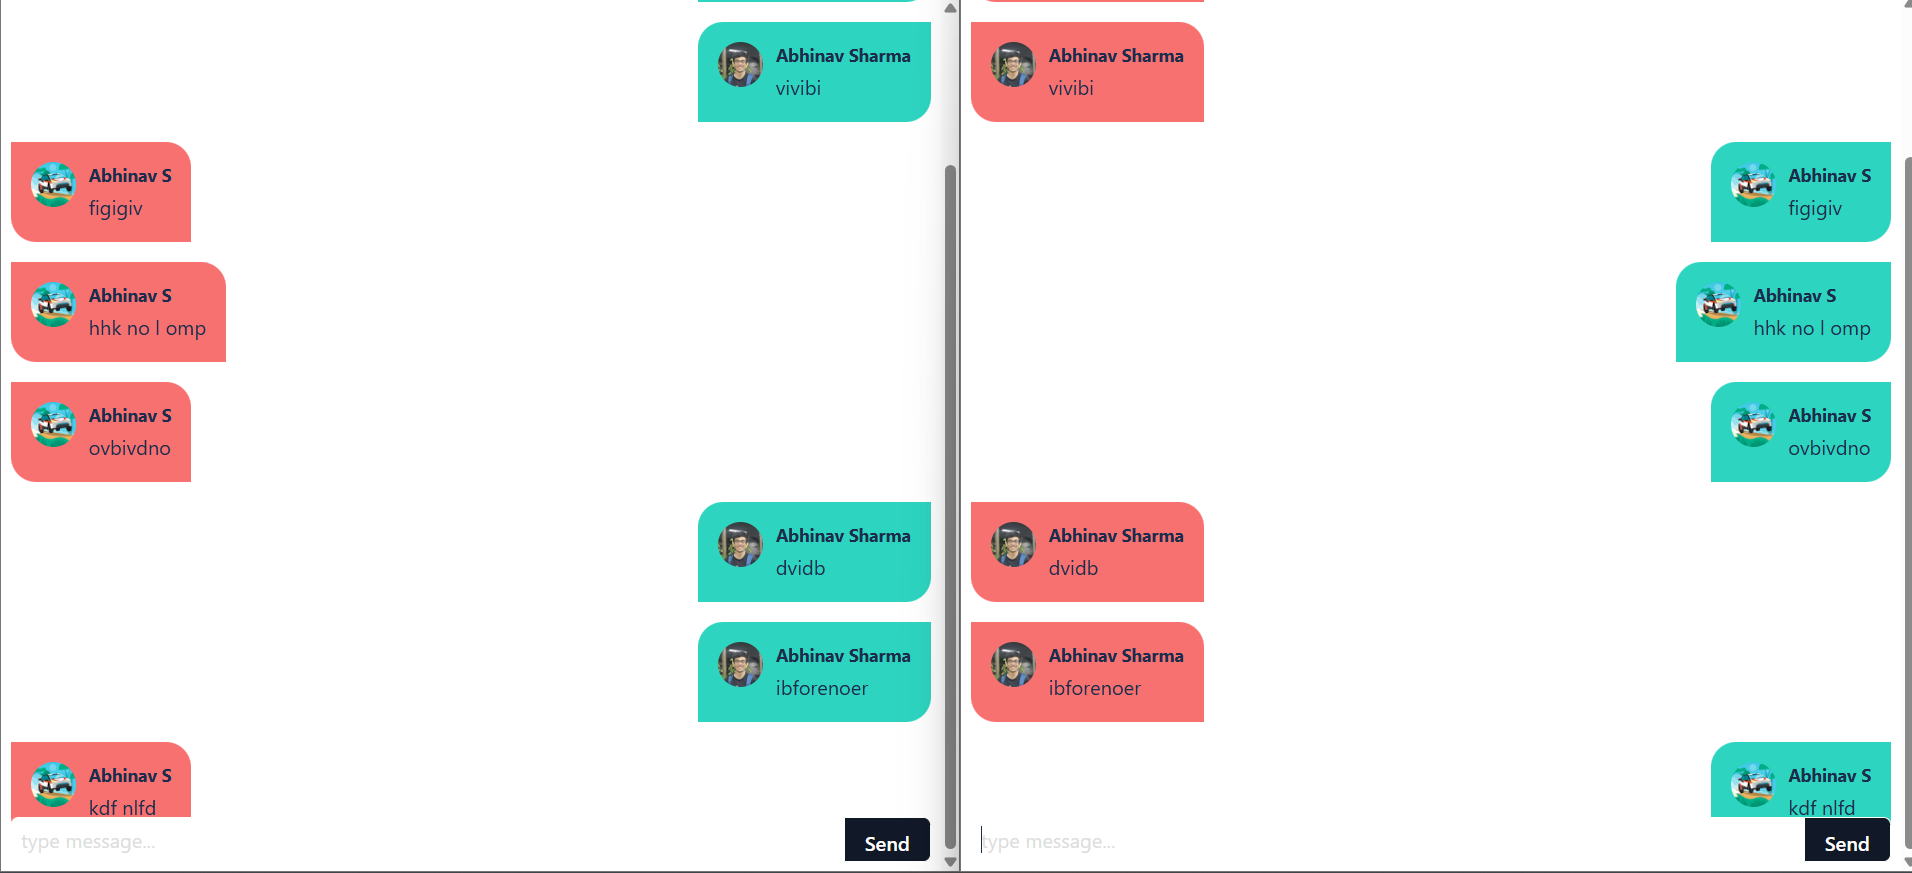 Abhinav Sharma
vivibi
Abhinav S
figigiv
Abhinav S
hhk no l omp
Abhinav S
ovbivdno
Abhinav Sharma
dvidb
Abhinav Sharma
ibforenoer
Abhinav S
kdf nlfd
type message...
Send
Abhinav Sharma
vivibi
Abhinav S
figigiv
Abhinav S
hhk no l omp
Abhinav S
ovbivdno
Abhinav Sharma
dvidb
Abhinav Sharma
ibforenoer
Abhinav S
kdf nlfd
type message...
Send